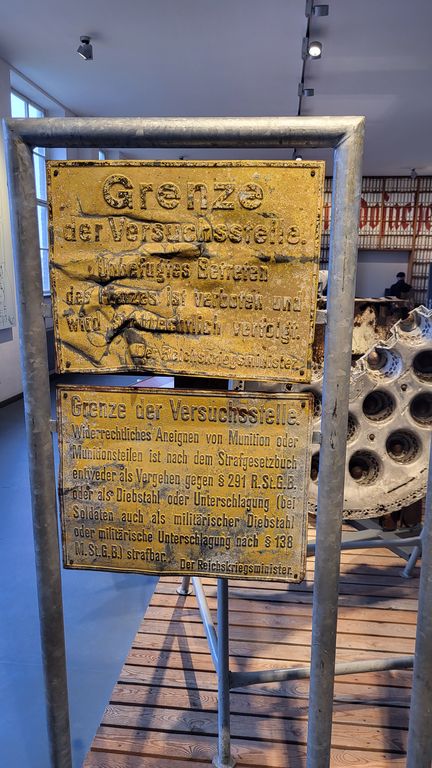 Grenze
der Versuchsstelle.
Unbefugtes Betreten
des Platzes ist verboten und
wird strafrechtlich verfolgt.
Der Reichskriegsminister.
Grenze der Versuchsstelle.
Widerrechtliches Aneignen von Munition oder
Munitionsteilen ist nach dem Strafgesetzbuch
entweder als Vergehen gegen § 291 R.St.G.B.
oder als Diebstahl oder Unterschlagung (bei
Soldaten auch als militärischer Diebstahl
oder militärische Unterschlagung nach § 138
M.St.G.B.) strafbar.
Der Reichskriegsminister.